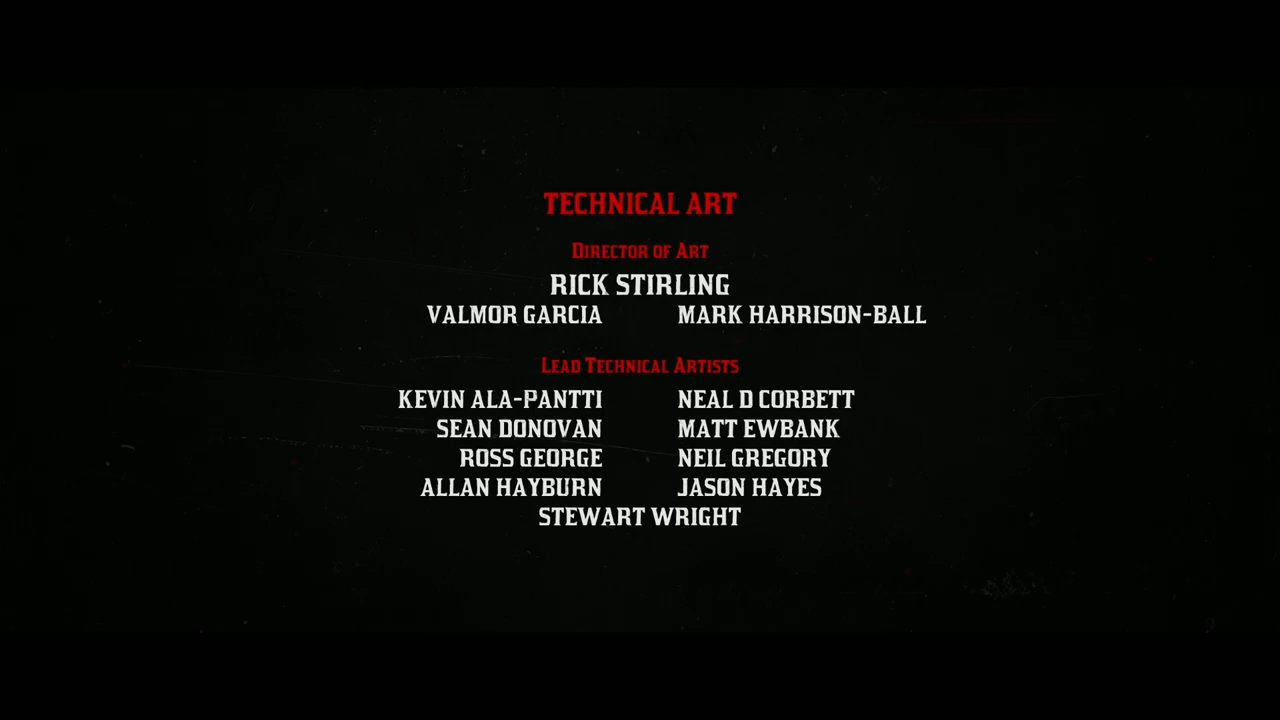 TECHNICAL ART
DIRECTOR OF ART
RICK STIRLING
VALMOR GARCIA MARK HARRISON-BALL
LEAD TECHNICAL ARTISTS
KEVIN ALA-PANTTI NEAL D CORBETT
SEAN DONOVAN MATT EWBANK
ROSS GEORGE NEIL GREGORY
ALLAN HAYBURN JASON HAYES
STEWART WRIGHT